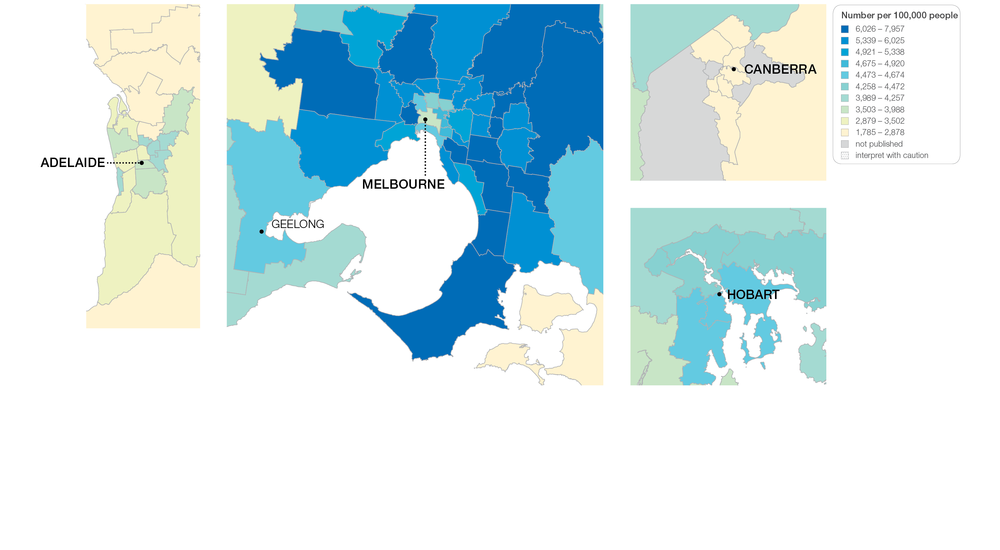 Number per 100,000 people
6,026 – 7,957
5,339 – 6,025
4,921 – 5,338
4,675 – 4,920
4,473 – 4,674
4,258 – 4,472
3,989 – 4,257
3,503 – 3,988
2,879 – 3,502
1,785 – 2,878
not published
interpret with caution
CANBERRA
ADELAIDE
MELBOURNE
GEELONG
HOBART